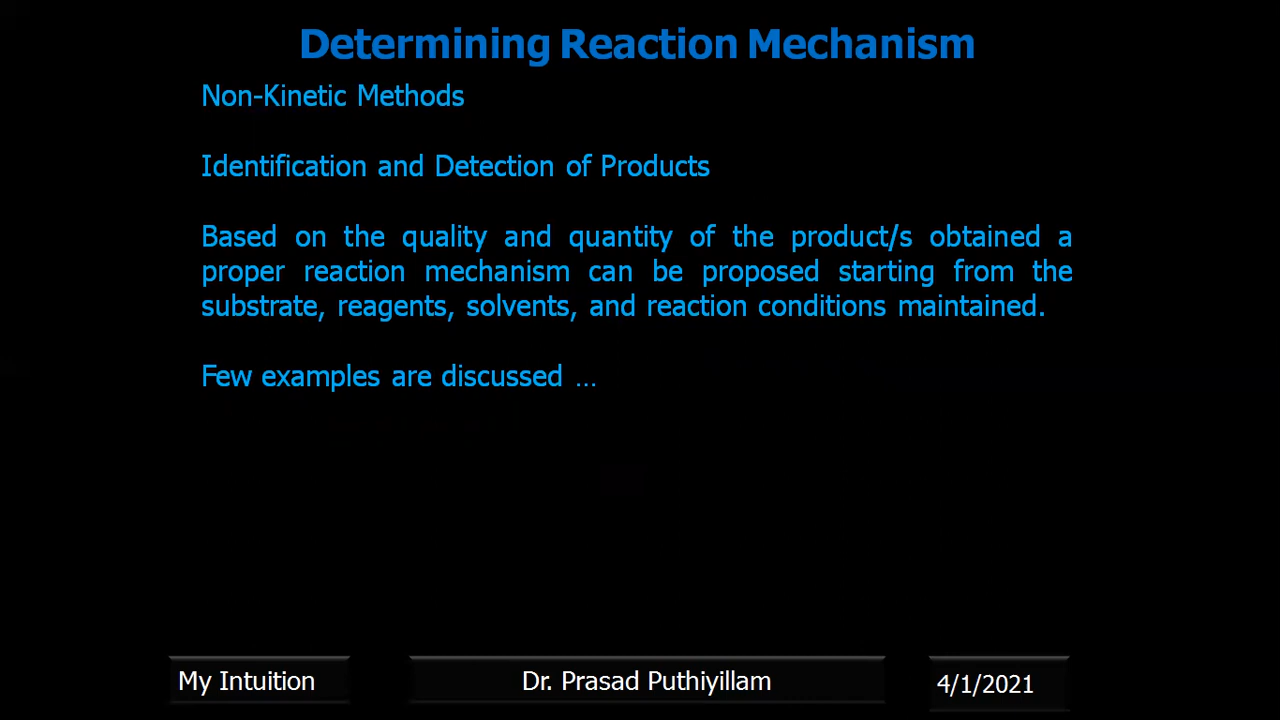 Determining Reaction Mechanism
Non-Kinetic Methods
Identification and Detection of Products
Based on the quality and quantity of the product/s obtained a
proper reaction mechanism can be proposed starting from the
substrate, reagents, solvents, and reaction conditions maintained.
Few examples are discussed …
My Intuition
Dr. Prasad Puthiyillam
4/1/2021